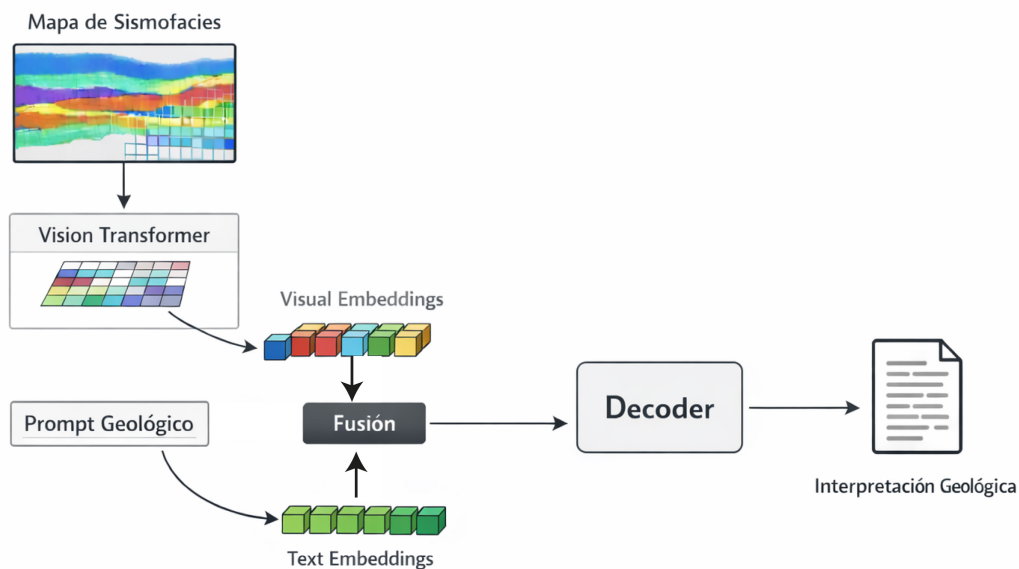 Mapa de Sismofacies
Vision Transformer
Visual Embeddings
Prompt Geológico
Fusión
Decoder
Interpretación Geológica
Text Embeddings